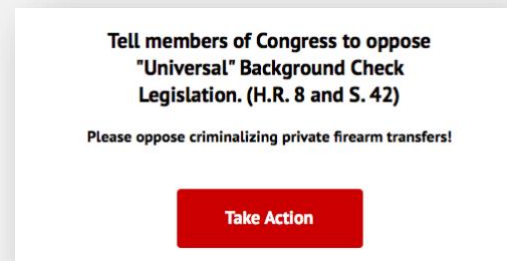 Tell members of Congress to oppose
"Universal" Background Check
Legislation. (H.R. 8 and S. 42)
Please oppose criminalizing private firearm transfers!
Take Action